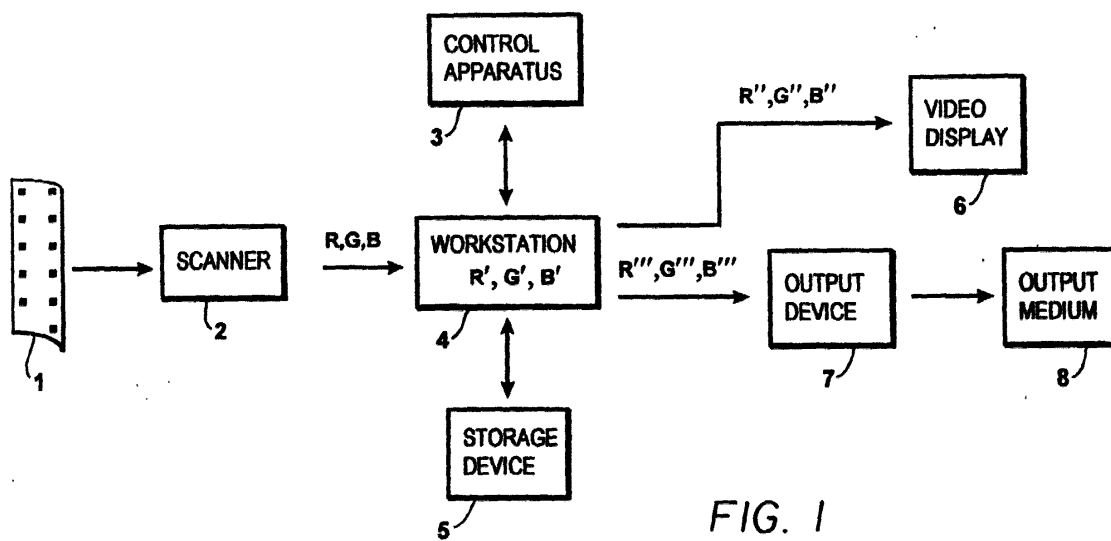 CONTROL
APPARATUS
3
R'',G'',B''
VIDEO
DISPLAY
6
1
SCANNER
2
R,G,B
WORKSTATION
R', G', B'
4
R''',G''',B'''
OUTPUT
DEVICE
7
OUTPUT
MEDIUM
8
STORAGE
DEVICE
5
FIG. 1